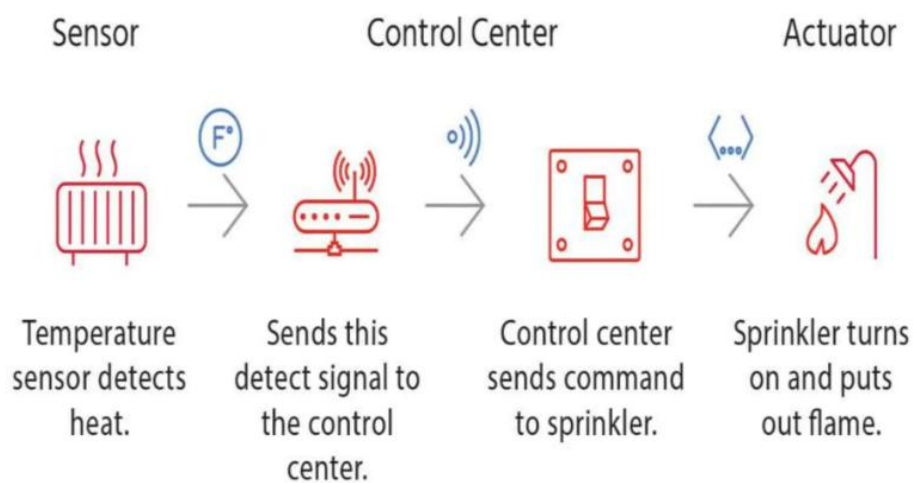 Sensor
Control Center
Actuator
F°
Temperature
sensor detects
heat.
Sends this
detect signal to
the control
center.
Control center
sends command
to sprinkler.
Sprinkler turns
on and puts
out flame.